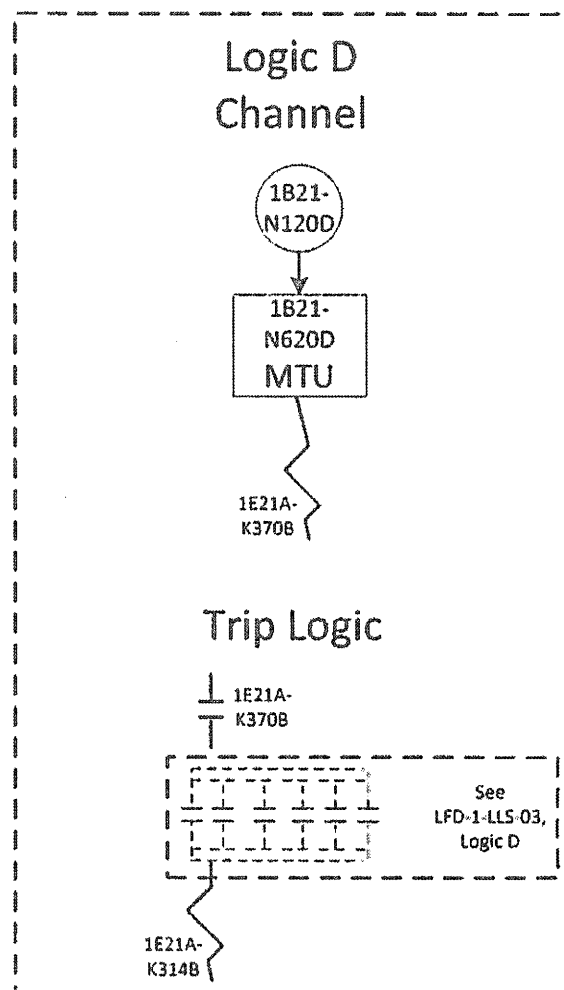 Logic D
Channel
1B21-
N120D
1B21-
N620D
MTU
1E21A-
K370B
Trip Logic
1E21A-
K370B
See
LFD-1-LLS-03,
Logic D
1E21A-
K314B